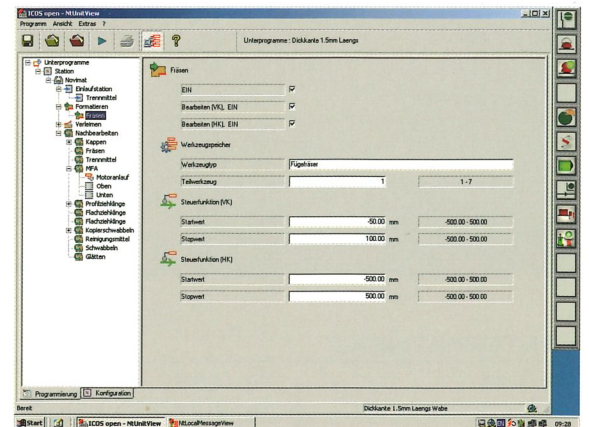 ICOS open - NtUnitView
Programm Ansicht Extras ?
Unterprogramme : Dickkante 1.5mm Laengs
Unterprogramme
Station
Novimat
Einlaufstation
Trennmittel
Formatieren
Fräsen
Verleimen
Nachbearbeiten
Kappen
Fräsen
Trennmittel
MFA
Motoranlauf
Oben
Unten
Profilziehklinge
Flachziehklinge
Flachziehklinge
Kopierschwabbeln
Reinigungsmittel
Schwabbeln
Glätten
Fräsen
EIN
Bearbeiten (VK), EIN
Bearbeiten (HK), EIN
Werkzeugspeicher
Werkzeugtyp Fügefräser
Teilwerkzeug 1 1 - 7
Steuerfunktion (VK)
Startwert -50.00 mm -500.00 - 500.00
Stopwert 100.00 mm -500.00 - 500.00
Steuerfunktion (HK)
Startwert -500.00 mm -500.00 - 500.00
Stopwert 500.00 mm -500.00 - 500.00
Programmierung Konfiguration
Bereit Dickkante 1.5mm Laengs Wabe
Start ICOS open - NtUnitView NtLocalMessageView 09:28